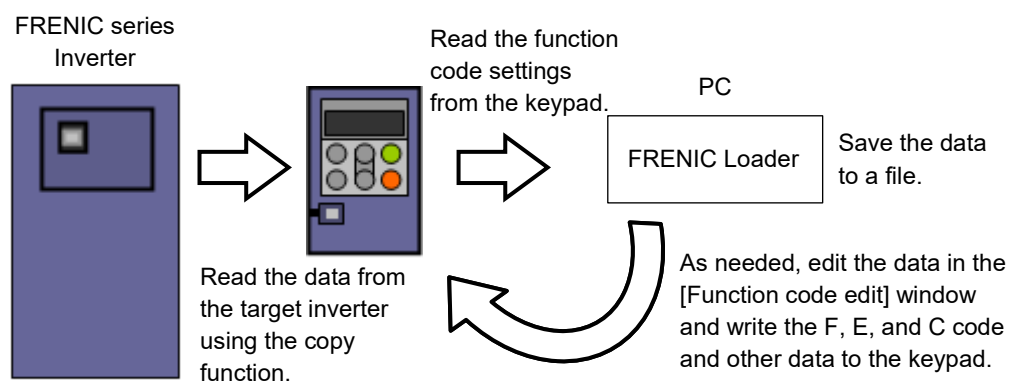 FRENIC series
Inverter
Read the function
code settings
from the keypad.
PC
FRENIC Loader
Save the data
to a file.
Read the data from
the target inverter
using the copy
function.
As needed, edit the data in the
[Function code edit] window
and write the F, E, and C code
and other data to the keypad.